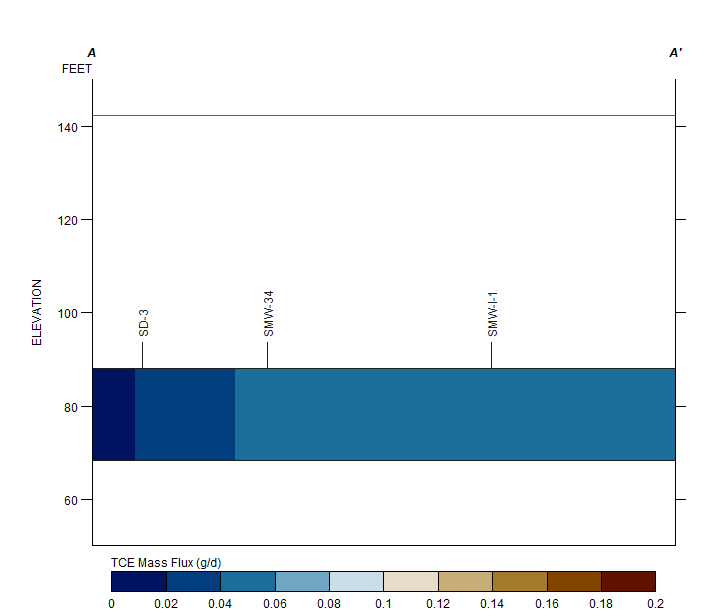 A A'
FEET
140
120
100
80
60
ELEVATION
SD-3
SMW-34
SMW-I-1
TCE Mass Flux (g/d)
0 0.02 0.04 0.06 0.08 0.1 0.12 0.14 0.16 0.18 0.2